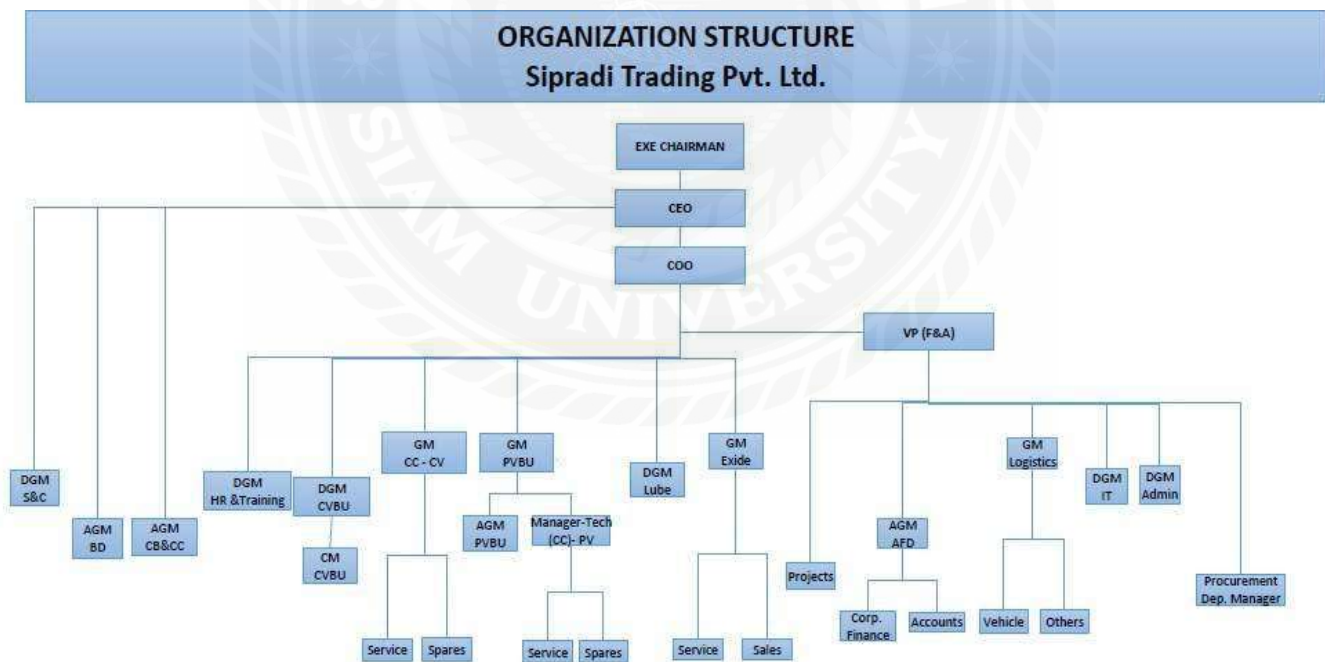 ORGANIZATION STRUCTURE
Sipradi Trading Pvt. Ltd.
SIAM UNIVERSITY
EXE CHAIRMAN
CEO
COO
VP (F&A)
DGM
S&C
AGM
BD
AGM
CB&CC
DGM
HR &Training
DGM
CVBU
CM
CVBU
GM
CC - CV
Service
Spares
GM
PVBU
AGM
PVBU
Manager-Tech
(CC)- PV
Service
Spares
DGM
Lube
GM
Exide
Service
Sales
Projects
AGM
AFD
Corp.
Finance
Accounts
GM
Logistics
Vehicle
Others
DGM
IT
DGM
Admin
Procurement
Dep. Manager